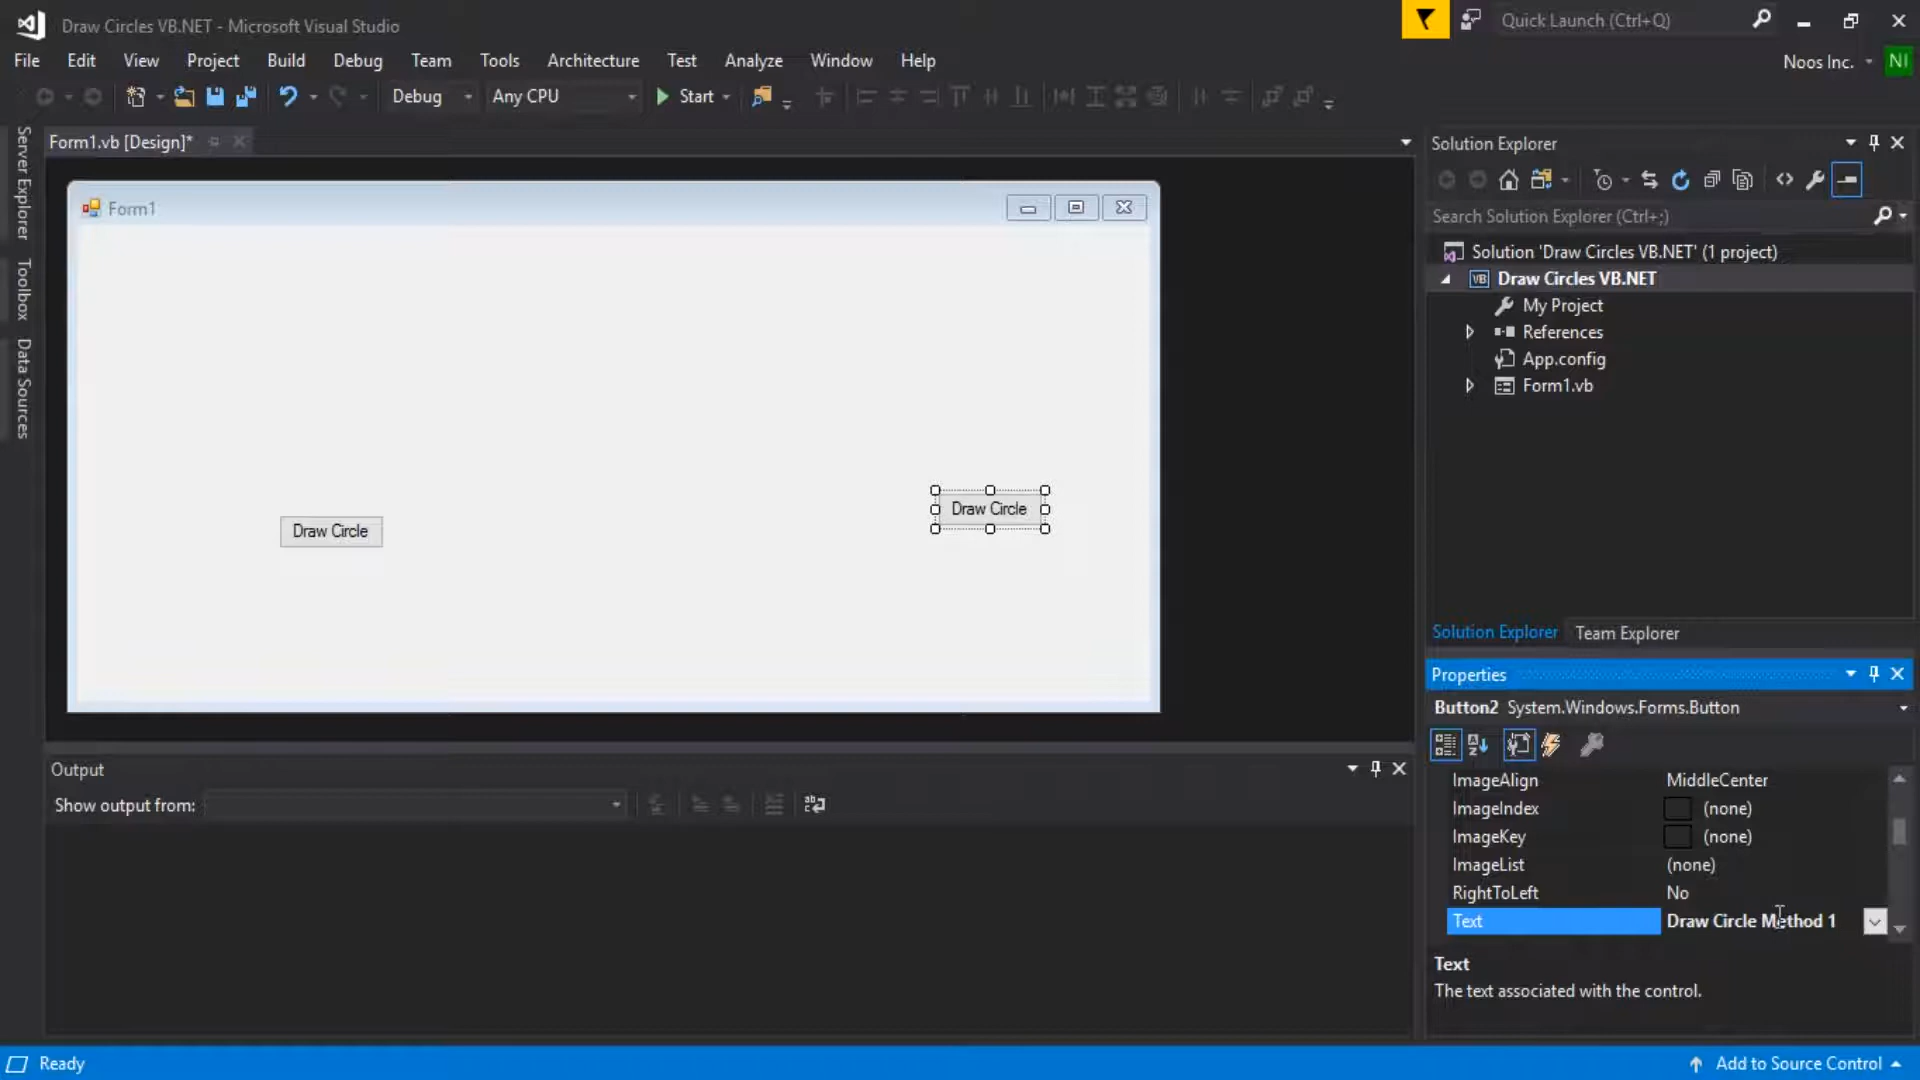 Draw Circles VB.NET - Microsoft Visual Studio
Quick Launch (Ctrl+Q)
File Edit View Project Build Debug Team Tools Architecture Test Analyze Window Help
Noos Inc. NI
Debug Any CPU Start
Server Explorer
Toolbox
Data Sources
Form1.vb [Design]*
Form1
Draw Circle
Draw Circle
Output
Show output from:
Solution Explorer
Search Solution Explorer (Ctrl+;)
Solution 'Draw Circles VB.NET' (1 project)
VB Draw Circles VB.NET
My Project
References
App.config
Form1.vb
Solution Explorer Team Explorer
Properties
Button2 System.Windows.Forms.Button
ImageAlign MiddleCenter
ImageIndex (none)
ImageKey (none)
ImageList (none)
RightToLeft No
Text Draw Circle Method 1
Text
The text associated with the control.
Ready
Add to Source Control